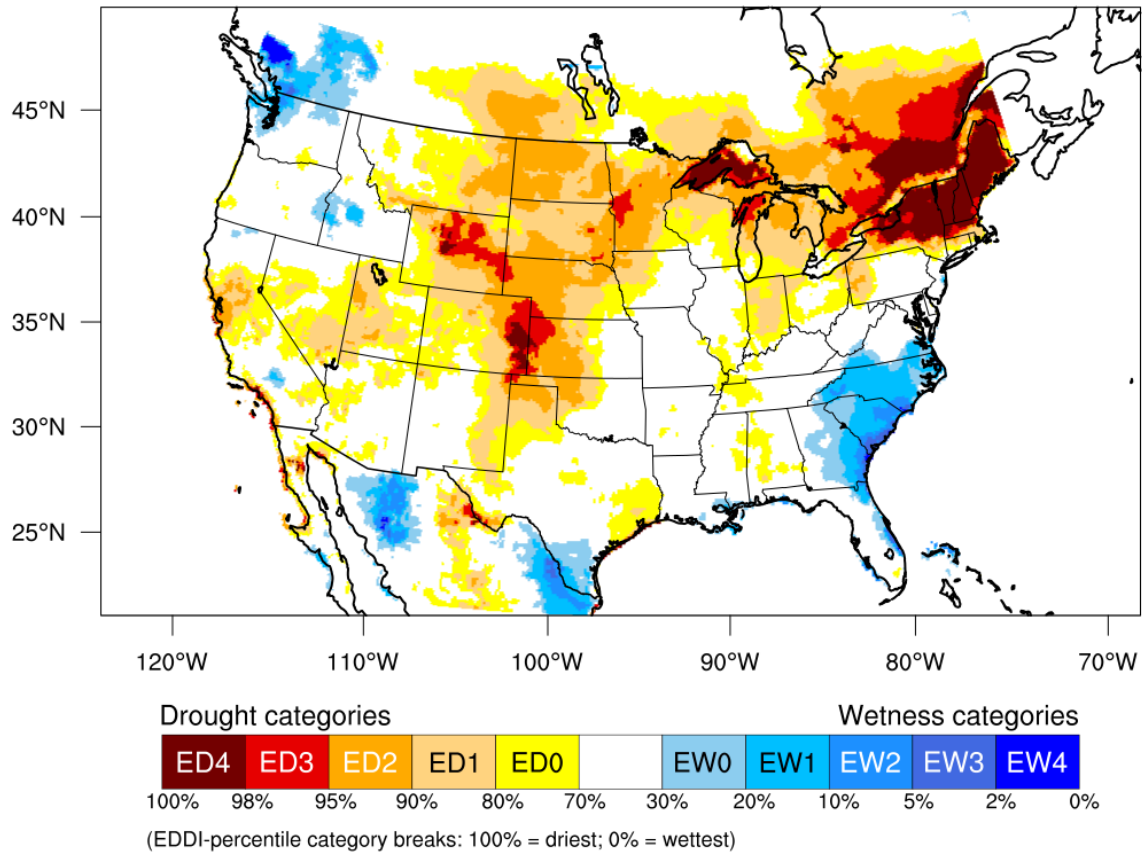 45°N
40°N
35°N
30°N
25°N
120°W 110°W 100°W 90°W 80°W 70°W
Drought categories Wetness categories
ED4 ED3 ED2 ED1 ED0 EW0 EW1 EW2 EW3 EW4
100% 98% 95% 90% 80% 70% 30% 20% 10% 5% 2% 0%
(EDDI-percentile category breaks: 100% = driest; 0% = wettest)